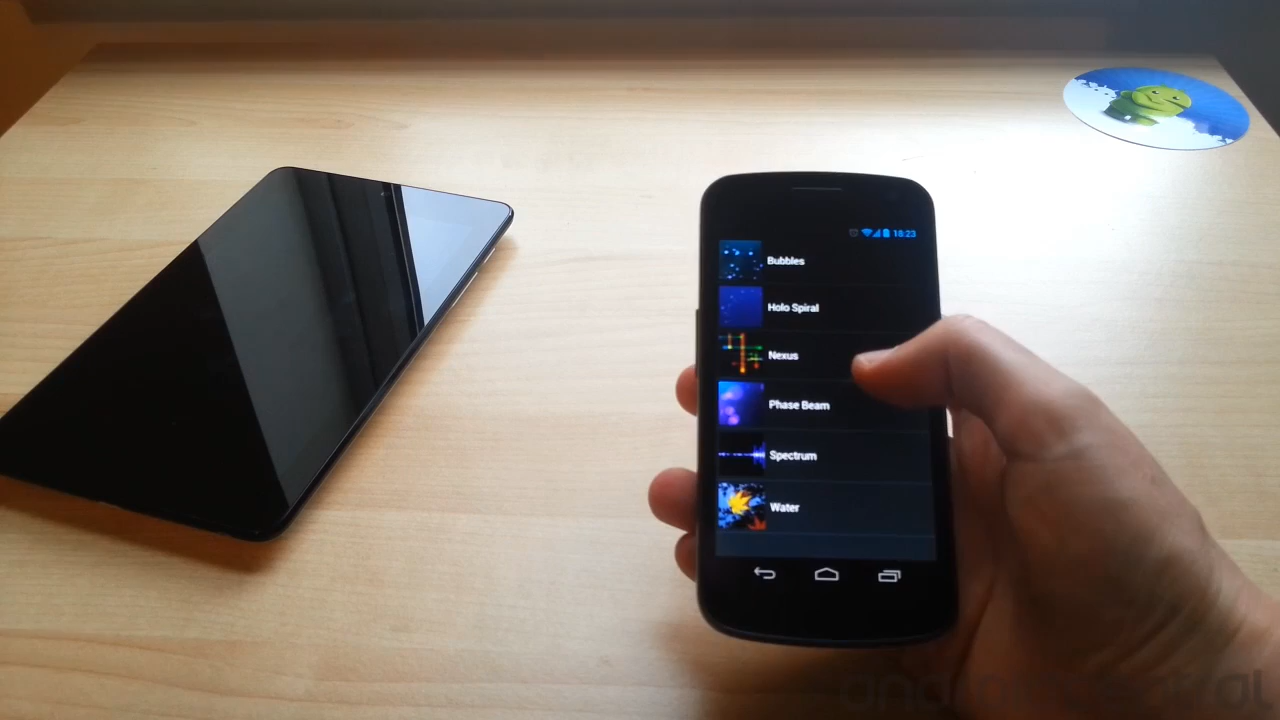 18:23
Bubbles
Holo Spiral
Nexus
Phase Beam
Spectrum
Water